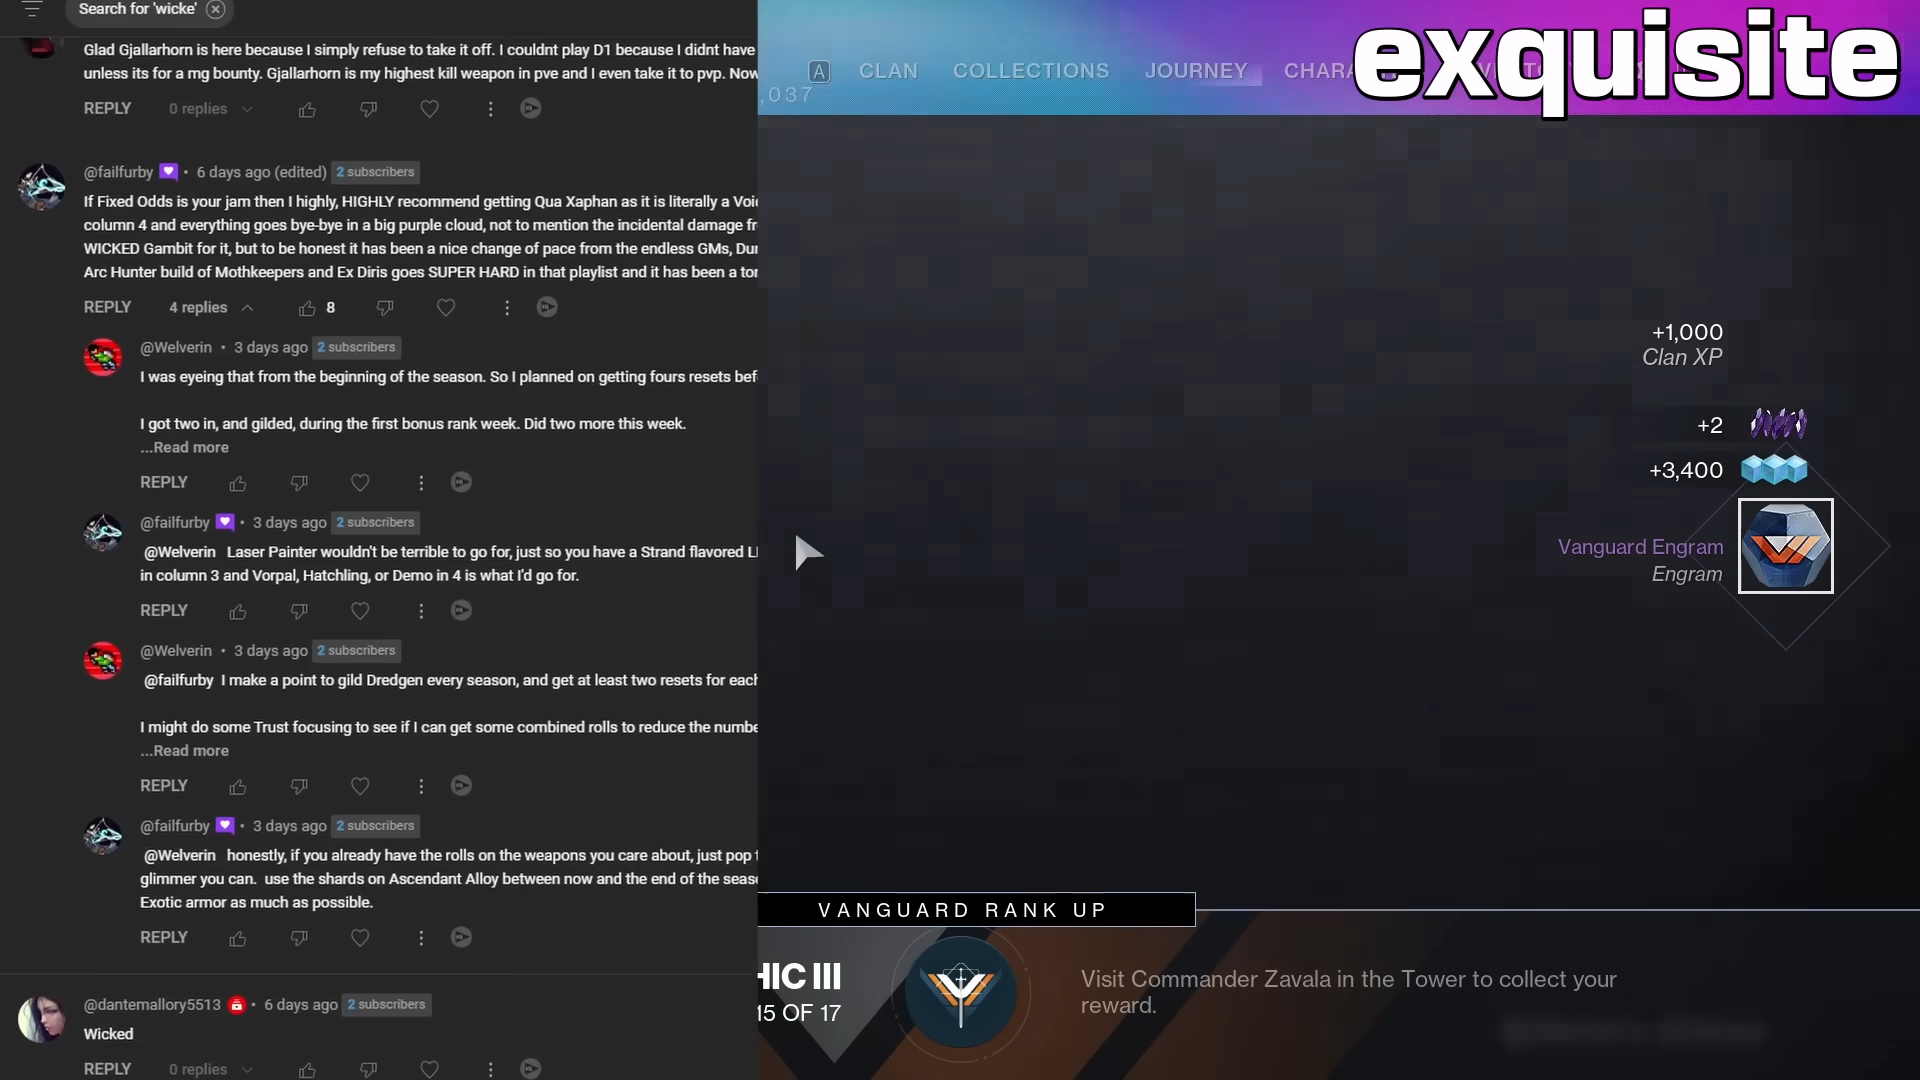 Search for 'wicke'
Glad Gjallarhorn is here because I simply refuse to take it off. I couldnt play D1 because I didnt have
unless its for a mg bounty. Gjallarhorn is my highest kill weapon in pve and I even take it to pvp. Now
REPLY 0 replies
@failfurby • 6 days ago (edited) 2 subscribers
If Fixed Odds is your jam then I highly, HIGHLY recommend getting Qua Xaphan as it is literally a Voi
column 4 and everything goes bye-bye in a big purple cloud, not to mention the incidental damage fr
WICKED Gambit for it, but to be honest it has been a nice change of pace from the endless GMs, Du
Arc Hunter build of Mothkeepers and Ex Diris goes SUPER HARD in that playlist and it has been a to
REPLY 4 replies 8
@Welverin • 3 days ago 2 subscribers
I was eyeing that from the beginning of the season. So I planned on getting fours resets bef
I got two in, and gilded, during the first bonus rank week. Did two more this week.
...Read more
REPLY
@failfurby • 3 days ago 2 subscribers
@Welverin Laser Painter wouldn't be terrible to go for, just so you have a Strand flavored L
in column 3 and Vorpal, Hatchling, or Demo in 4 is what I'd go for.
REPLY
@Welverin • 3 days ago 2 subscribers
@failfurby I make a point to gild Dredgen every season, and get at least two resets for each
I might do some Trust focusing to see if I can get some combined rolls to reduce the numbe
...Read more
REPLY
@failfurby • 3 days ago 2 subscribers
@Welverin honestly, if you already have the rolls on the weapons you care about, just pop
glimmer you can. use the shards on Ascendant Alloy between now and the end of the seas
Exotic armor as much as possible.
REPLY
@dantemallory5513 • 6 days ago 2 subscribers
Wicked
REPLY 0 replies
exquisite
A CLAN COLLECTIONS JOURNEY CHARA
,037
+1,000
Clan XP
+2
+3,400
Vanguard Engram
Engram
VANGUARD RANK UP
HIC III
15 OF 17
Visit Commander Zavala in the Tower to collect your
reward.